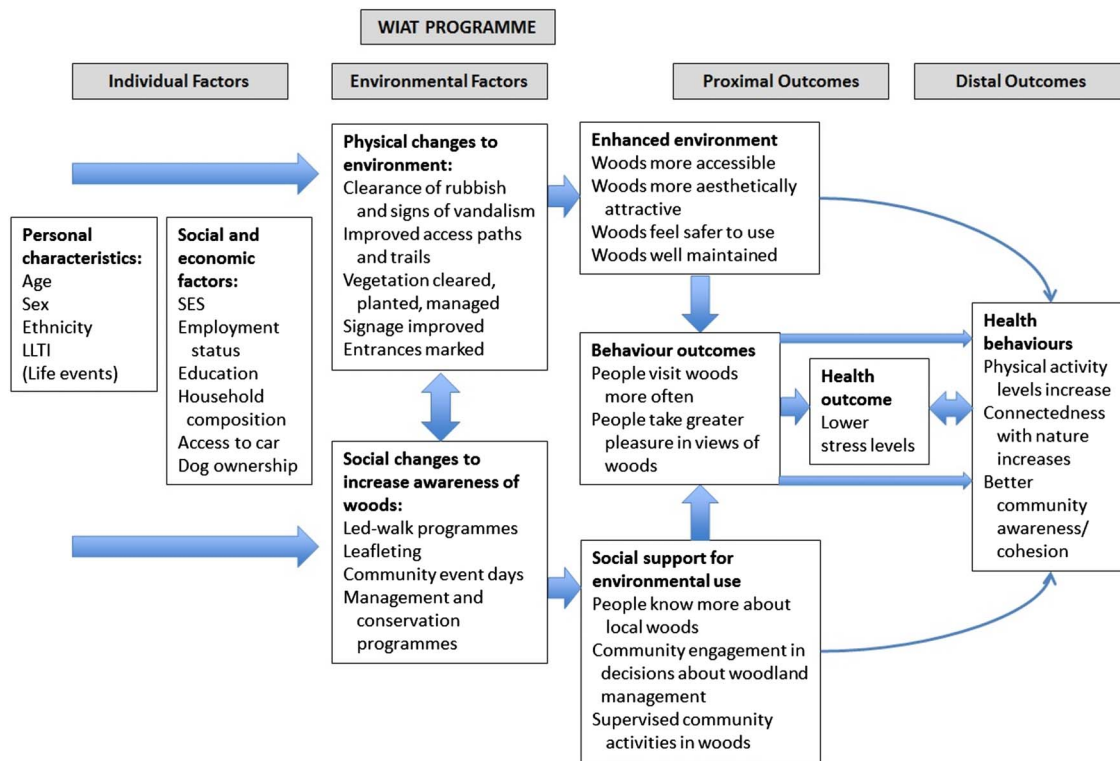 WIAT PROGRAMME
Individual Factors
Environmental Factors
Proximal Outcomes
Distal Outcomes
Personal
characteristics:
Age
Sex
Ethnicity
LLTI
(Life events)
Social and
economic
factors:
SES
Employment
status
Education
Household
composition
Access to car
Dog ownership
Physical changes to
environment:
Clearance of rubbish
and signs of vandalism
Improved access paths
and trails
Vegetation cleared,
planted, managed
Signage improved
Entrances marked
Social changes to
increase awareness of
woods:
Led-walk programmes
Leafleting
Community event days
Management and
conservation
programmes
Enhanced environment
Woods more accessible
Woods more aesthetically
attractive
Woods feel safer to use
Woods well maintained
Behaviour outcomes
People visit woods
more often
People take greater
pleasure in views of
woods
Social support for
environmental use
People know more about
local woods
Community engagement in
decisions about woodland
management
Supervised community
activities in woods
Health
outcome
Lower
stress levels
Health
behaviours
Physical activity
levels increase
Connectedness
with nature
increases
Better
community
awareness/
cohesion